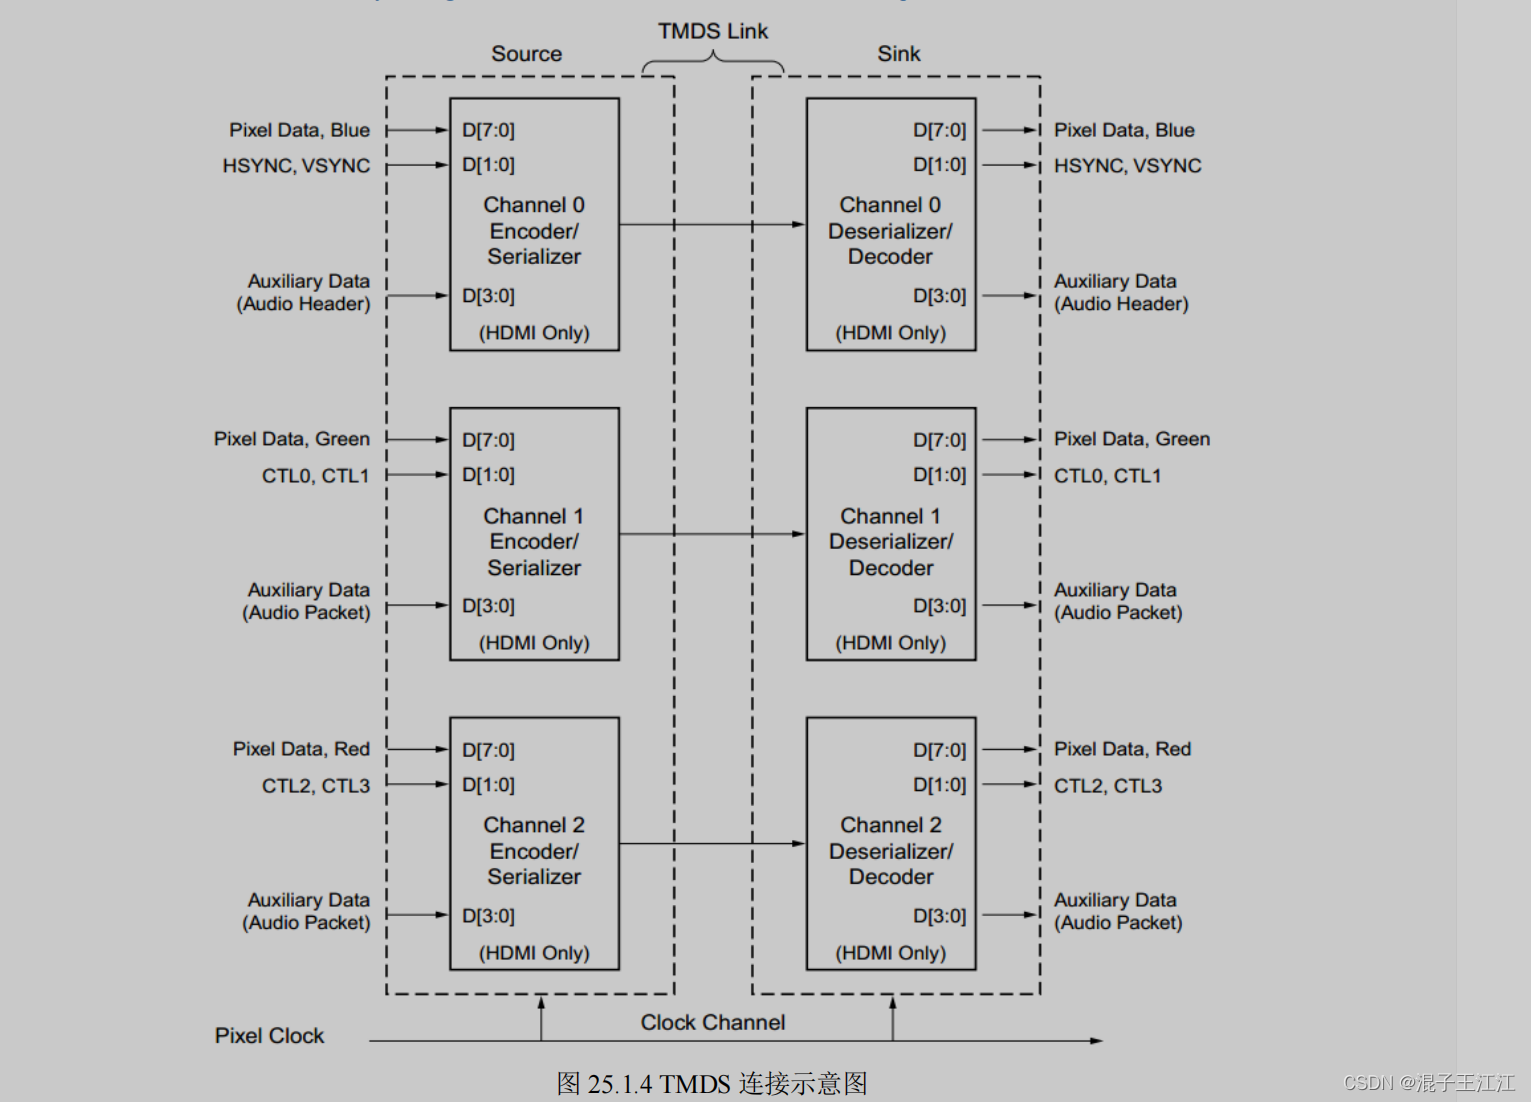 TMDS Link
Source
Sink
Pixel Data, Blue
D[7:0]
D[7:0]
Pixel Data, Blue
HSYNC, VSYNC
D[1:0]
D[1:0]
HSYNC, VSYNC
Channel 0
Encoder/
Serializer
Channel 0
Deserializer/
Decoder
Auxiliary Data
(Audio Header)
D[3:0]
D[3:0]
Auxiliary Data
(Audio Header)
(HDMI Only)
(HDMI Only)
Pixel Data, Green
D[7:0]
D[7:0]
Pixel Data, Green
CTL0, CTL1
D[1:0]
D[1:0]
CTL0, CTL1
Channel 1
Encoder/
Serializer
Channel 1
Deserializer/
Decoder
Auxiliary Data
(Audio Packet)
D[3:0]
D[3:0]
Auxiliary Data
(Audio Packet)
(HDMI Only)
(HDMI Only)
Pixel Data, Red
D[7:0]
D[7:0]
Pixel Data, Red
CTL2, CTL3
D[1:0]
D[1:0]
CTL2, CTL3
Channel 2
Encoder/
Serializer
Channel 2
Deserializer/
Decoder
Auxiliary Data
(Audio Packet)
D[3:0]
D[3:0]
Auxiliary Data
(Audio Packet)
(HDMI Only)
(HDMI Only)
Clock Channel
Pixel Clock
图 25.1.4 TMDS 连接示意图
CSDN @混子王江江